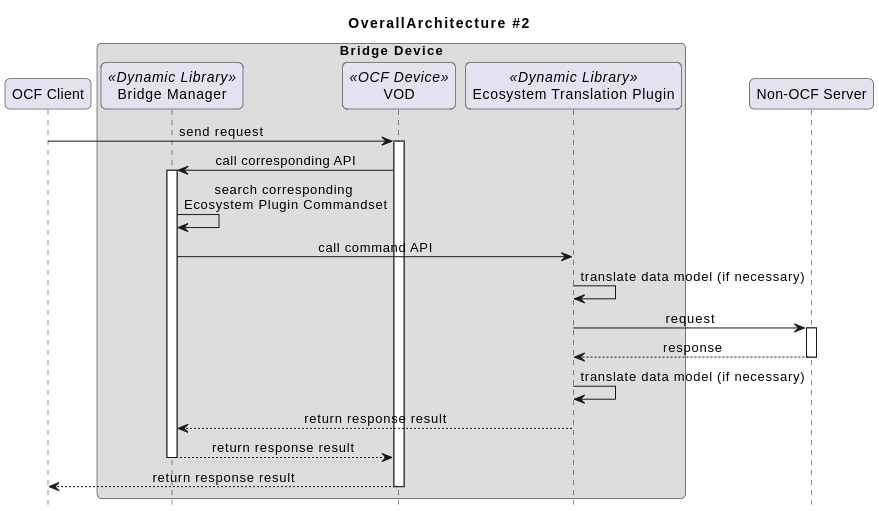 OverallArchitecture #2
Bridge Device
OCF Client
«Dynamic Library»
Bridge Manager
«OCF Device»
VOD
«Dynamic Library»
Ecosystem Translation Plugin
Non-OCF Server
send request
call corresponding API
search corresponding
Ecosystem Plugin Commandset
call command API
translate data model (if necessary)
request
response
translate data model (if necessary)
return response result
return response result
return response result